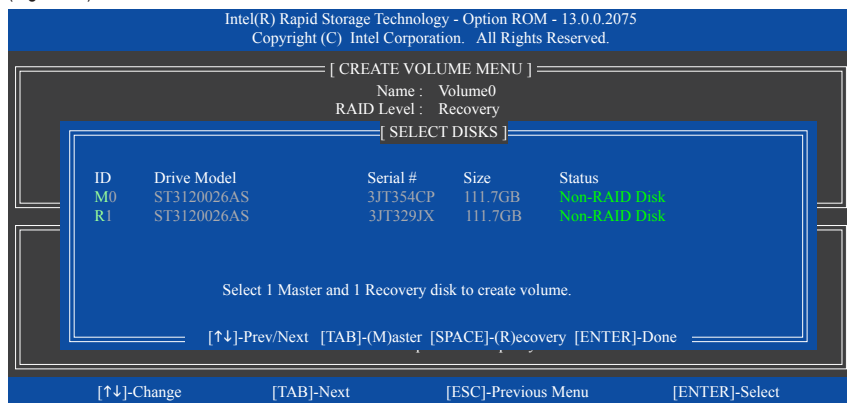 Intel(R) Rapid Storage Technology - Option ROM - 13.0.0.2075
Copyright (C) Intel Corporation. All Rights Reserved.
[ CREATE VOLUME MENU ]
Name : Volume0
RAID Level : Recovery
[ SELECT DISKS ]
ID Drive Model Serial # Size Status
M0 ST3120026AS 3JT354CP 111.7GB Non-RAID Disk
R1 ST3120026AS 3JT329JX 111.7GB Non-RAID Disk
Select 1 Master and 1 Recovery disk to create volume.
[↑↓]-Prev/Next [TAB]-(M)aster [SPACE]-(R)ecovery [ENTER]-Done
[↑↓]-Change [TAB]-Next [ESC]-Previous Menu [ENTER]-Select